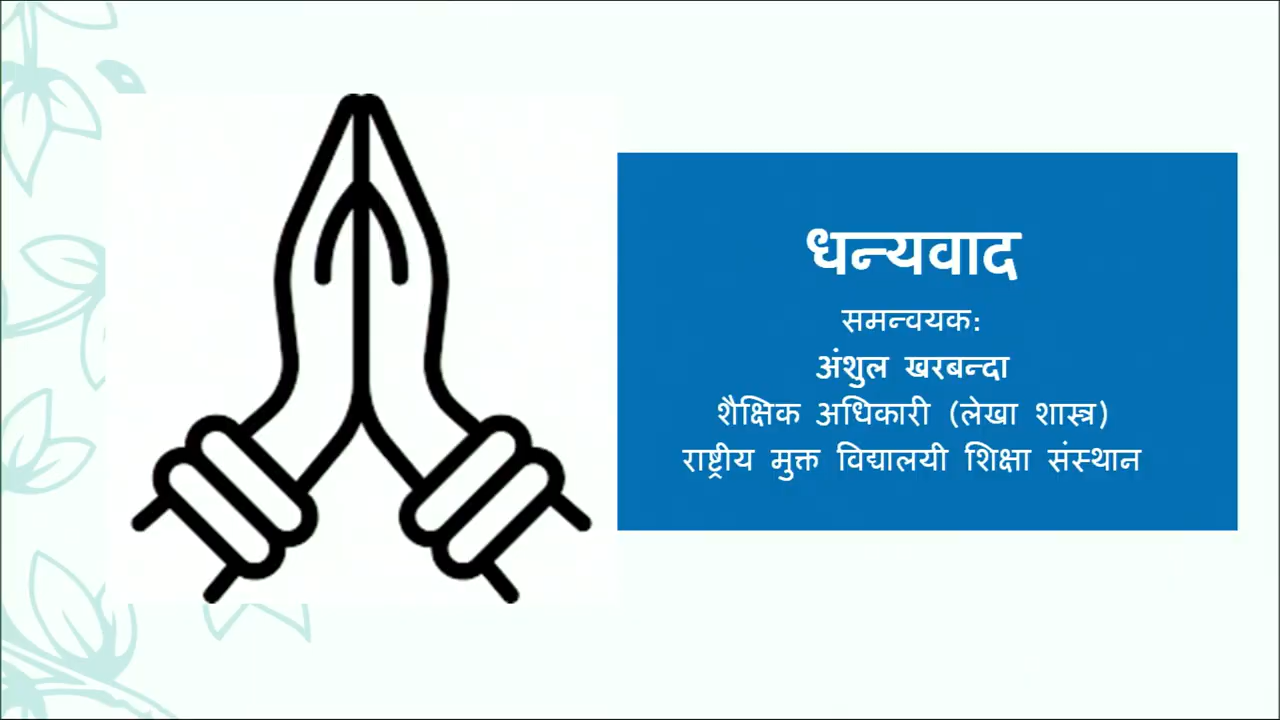 धन्यवाद
समन्वयक:
अंशुल खरबन्दा
शैक्षिक अधिकारी (लेखा शास्त्र)
राष्ट्रीय मुक्त विद्यालयी शिक्षा संस्थान